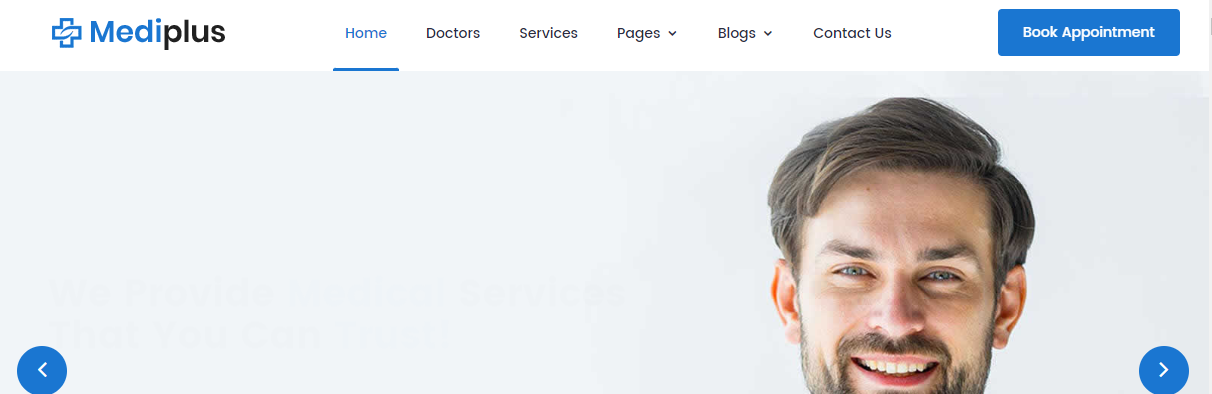 Mediplus
Home Doctors Services Pages Blogs Contact Us
Book Appointment
We Provide Medical Services
That You Can Trust!